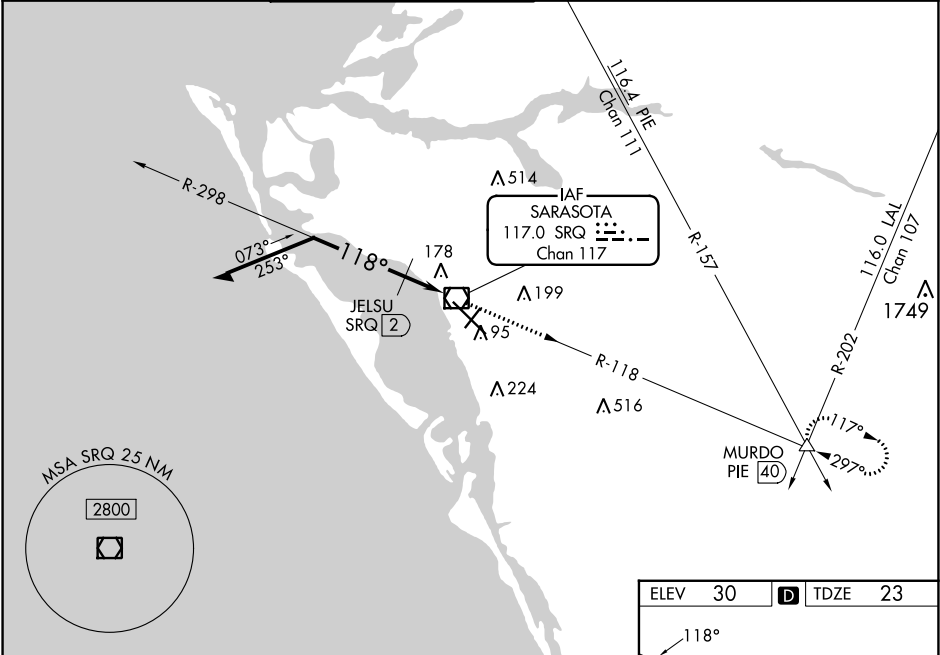 116.4 PIE
Chan 111
514
IAF
SARASOTA
117.0 SRQ
Chan 117
R-298
073°
253°
118°
178
JELSU
SRQ 2
199
95
R-157
116.0 LAL
Chan 107
1749
R-202
R-118
224
516
MURDO
PIE 40
117°
297°
MSA SRQ 25 NM
2800
ELEV 30 D TDZE 23
118°